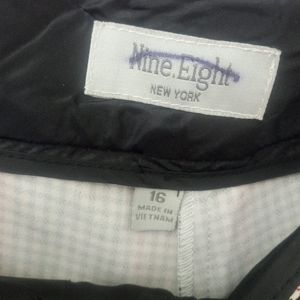 Nine.Eight
NEW YORK
16
MADE IN
VIETNAM